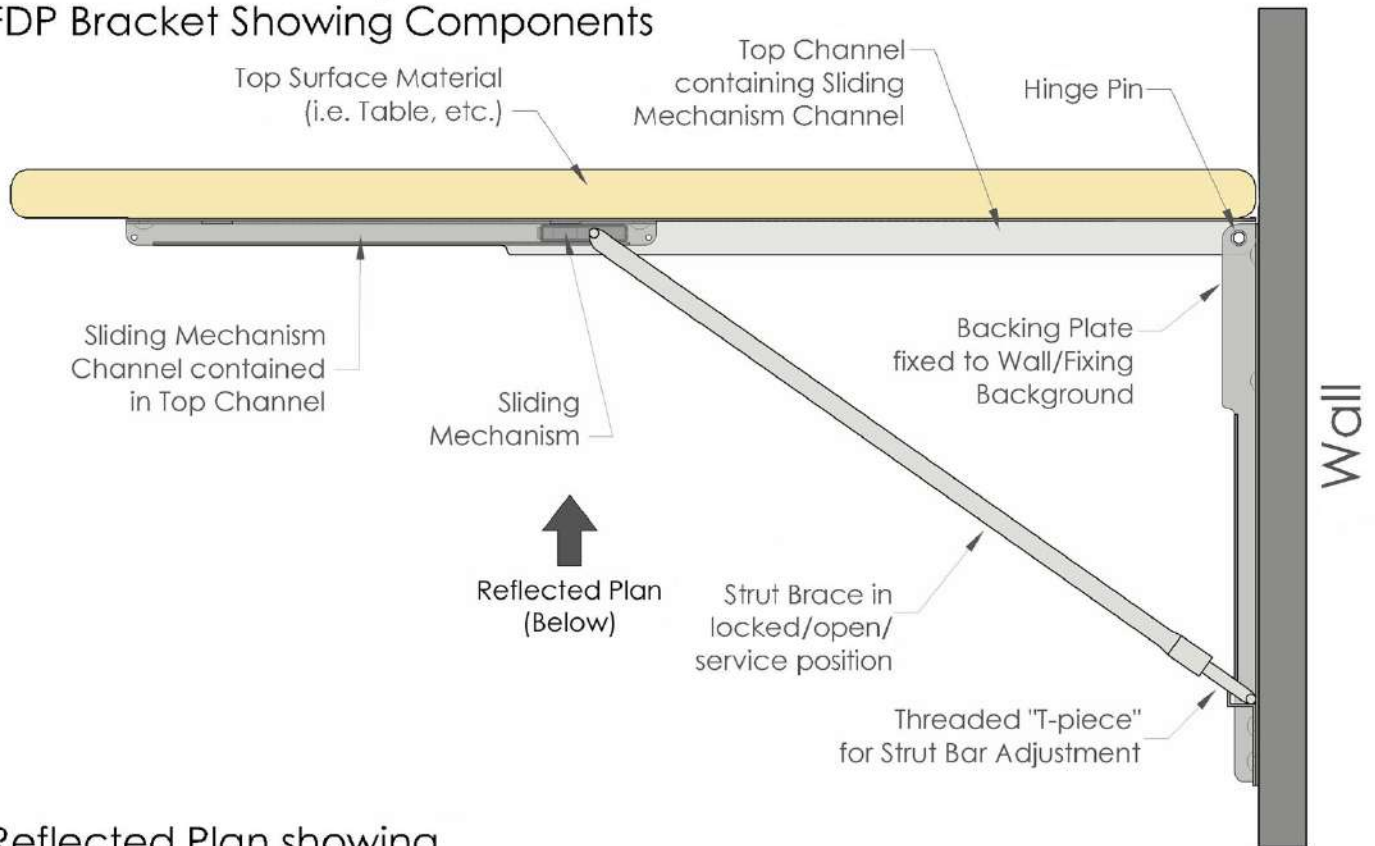 FDP Bracket Showing Components
Top Surface Material
(i.e. Table, etc.)
Top Channel
containing Sliding
Mechanism Channel
Hinge Pin
Sliding Mechanism
Channel contained
in Top Channel
Sliding
Mechanism
Backing Plate
fixed to Wall/Fixing
Background
Wall
Reflected Plan
(Below)
Strut Brace in
locked/open/
service position
Threaded "T-piece"
for Strut Bar Adjustment
Reflected Plan showing